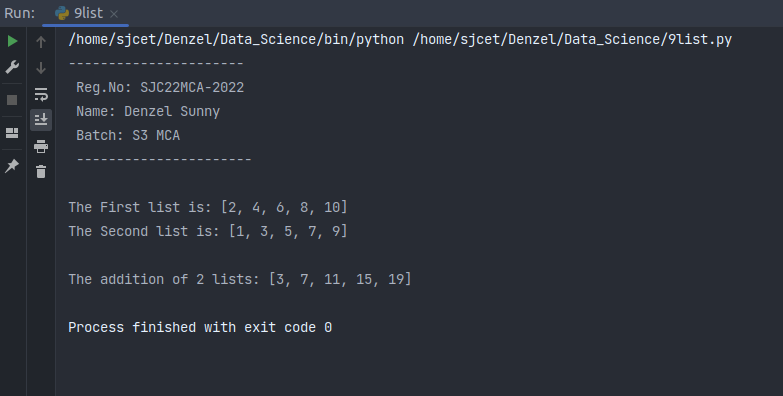 Run: 9list
/home/sjcet/Denzel/Data_Science/bin/python /home/sjcet/Denzel/Data_Science/9list.py
----------------------
Reg.No: SJC22MCA-2022
Name: Denzel Sunny
Batch: S3 MCA
----------------------
The First list is: [2, 4, 6, 8, 10]
The Second list is: [1, 3, 5, 7, 9]
The addition of 2 lists: [3, 7, 11, 15, 19]
Process finished with exit code 0